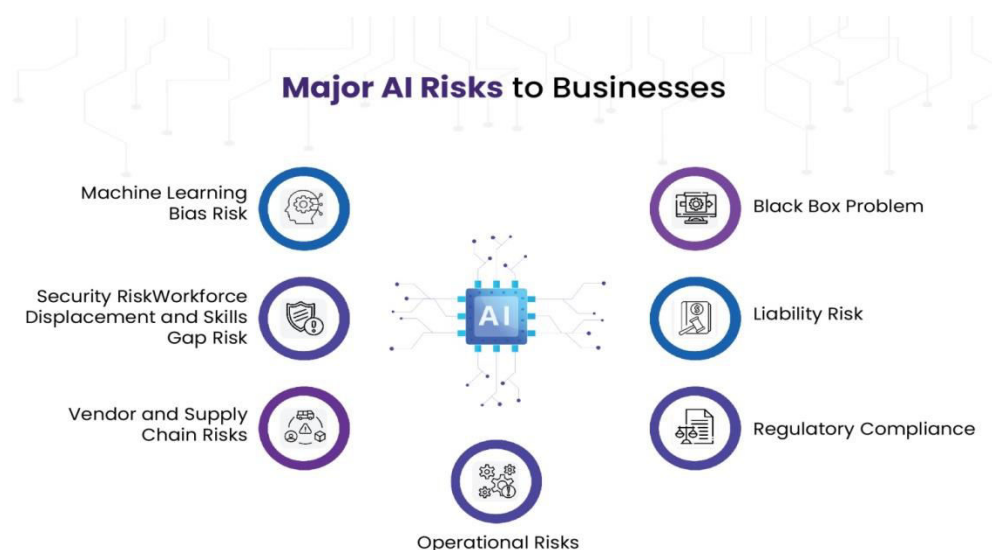 Major AI Risks to Businesses
Machine Learning
Bias Risk
Security RiskWorkforce
Displacement and Skills
Gap Risk
Vendor and Supply
Chain Risks
AI
Black Box Problem
Liability Risk
Regulatory Compliance
Operational Risks